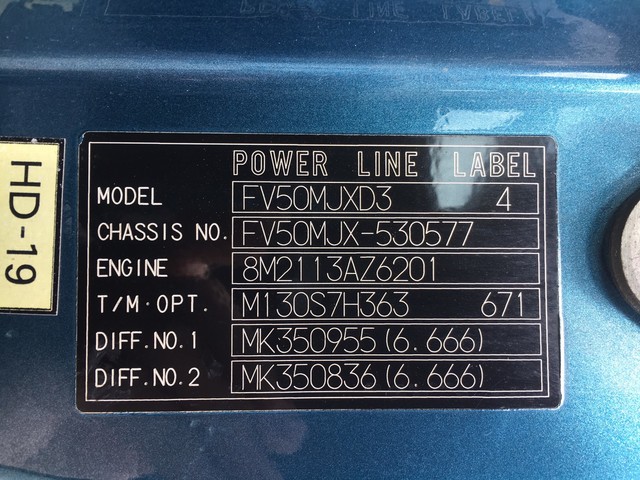 POWER LINE LABEL
MODEL FV50MJXD3 4
CHASSIS NO. FV50MJX-530577
ENGINE 8M2113AZ6201
T/M·OPT. M130S7H363 671
DIFF.NO.1 MK350955(6.666)
DIFF.NO.2 MK350836(6.666)
HD-19